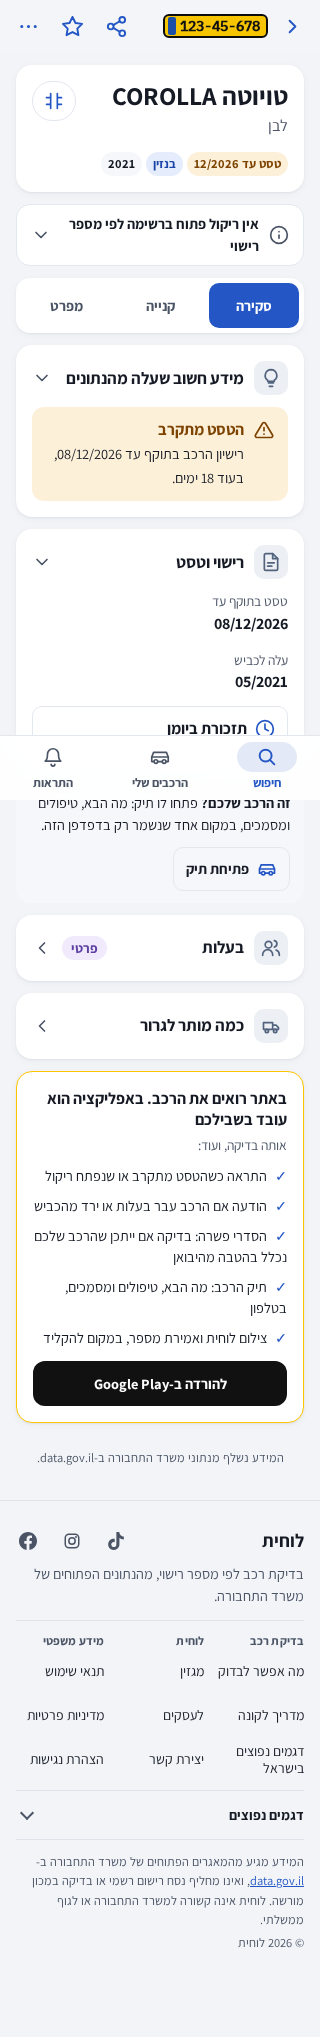 123-45-678
טויוטה COROLLA
לבן
טסט עד 12/2026
בנזין
2021
אין ריקול פתוח ברשימה לפי מספר
רישוי
סקירה
קנייה
מפרט
מידע חשוב שעלה מהנתונים
הטסט מתקרב
רישיון הרכב בתוקף עד 08/12/2026,
בעוד 18 ימים.
רישוי וטסט
טסט בתוקף עד
08/12/2026
עלה לכביש
05/2021
תזכורת ביומן
חיפוש
הרכבים שלי
התראות
זה הרכב שלכם? פתחו לו תיק: מה הבא, טיפולים
ומסמכים, במקום אחד שנשמר רק בדפדפן הזה.
פתיחת תיק
בעלות
פרטי
כמה מותר לגרור
באתר רואים את הרכב. באפליקציה הוא
עובד בשבילכם
אותה בדיקה, ועוד:
✓ התראה כשהטסט מתקרב או שנפתח ריקול
✓ הודעה אם הרכב עבר בעלות או ירד מהכביש
✓ הסדרי פשרה: בדיקה אם ייתכן שהרכב שלכם
נכלל בהטבה מהיבואן
✓ תיק הרכב: מה הבא, טיפולים ומסמכים,
בטלפון
✓ צילום לוחית ואמירת מספר, במקום להקליד
להורדה ב-Google Play
המידע נשלף מנתוני משרד התחבורה ב-data.gov.il.
לוחית
בדיקת רכב לפי מספר רישוי, מהנתונים הפתוחים של
משרד התחבורה.
בדיקת רכב
לוחית
מידע משפטי
מה אפשר לבדוק
מגזין
תנאי שימוש
מדריך לקונה
לעסקים
מדיניות פרטיות
דגמים נפוצים
בישראל
יצירת קשר
הצהרת נגישות
דגמים נפוצים
המידע מגיע מהמאגרים הפתוחים של משרד התחבורה ב-
data.gov.il, ואינו מחליף נסח רישום רשמי או בדיקה במכון
מורשה. לוחית אינה קשורה למשרד התחבורה או לגוף
ממשלתי.
© 2026 לוחית